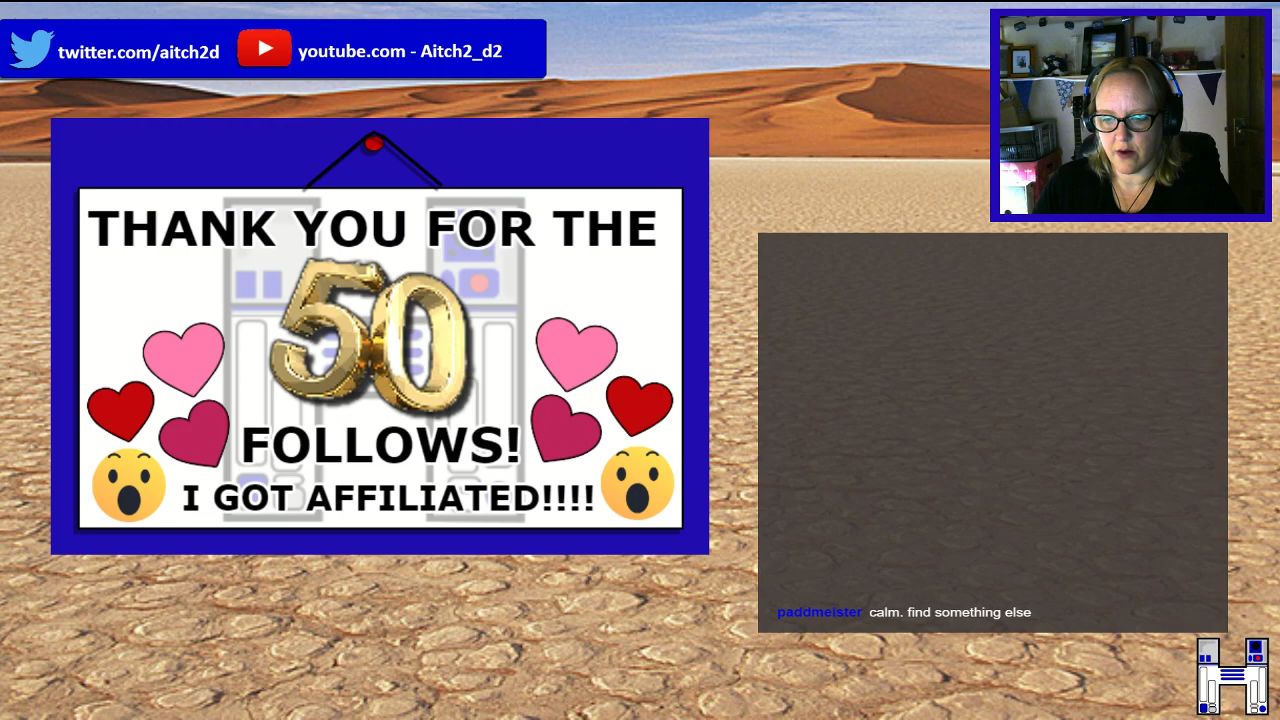 twitter.com/aitch2d
youtube.com - Aitch2_d2
THANK YOU FOR THE
50
FOLLOWS!
I GOT AFFILIATED!!!!
paddmeister calm. find something else